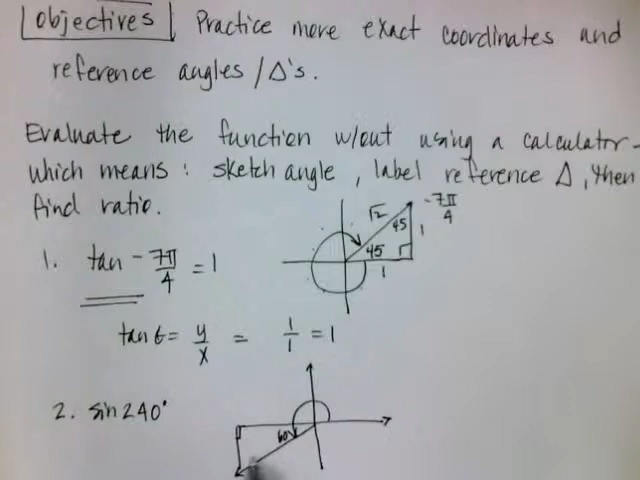 objectives Practice more exact coordinates and
reference angles / Δ's.
Evaluate the function w/out using a calculator -
which means : sketch angle , label reference Δ , then
find ratio.
1. tan - 7π/4 = 1
√2 45 1 45 1 -7π/4
tan θ = y/x = 1/1 = 1
2. sin 240°
60